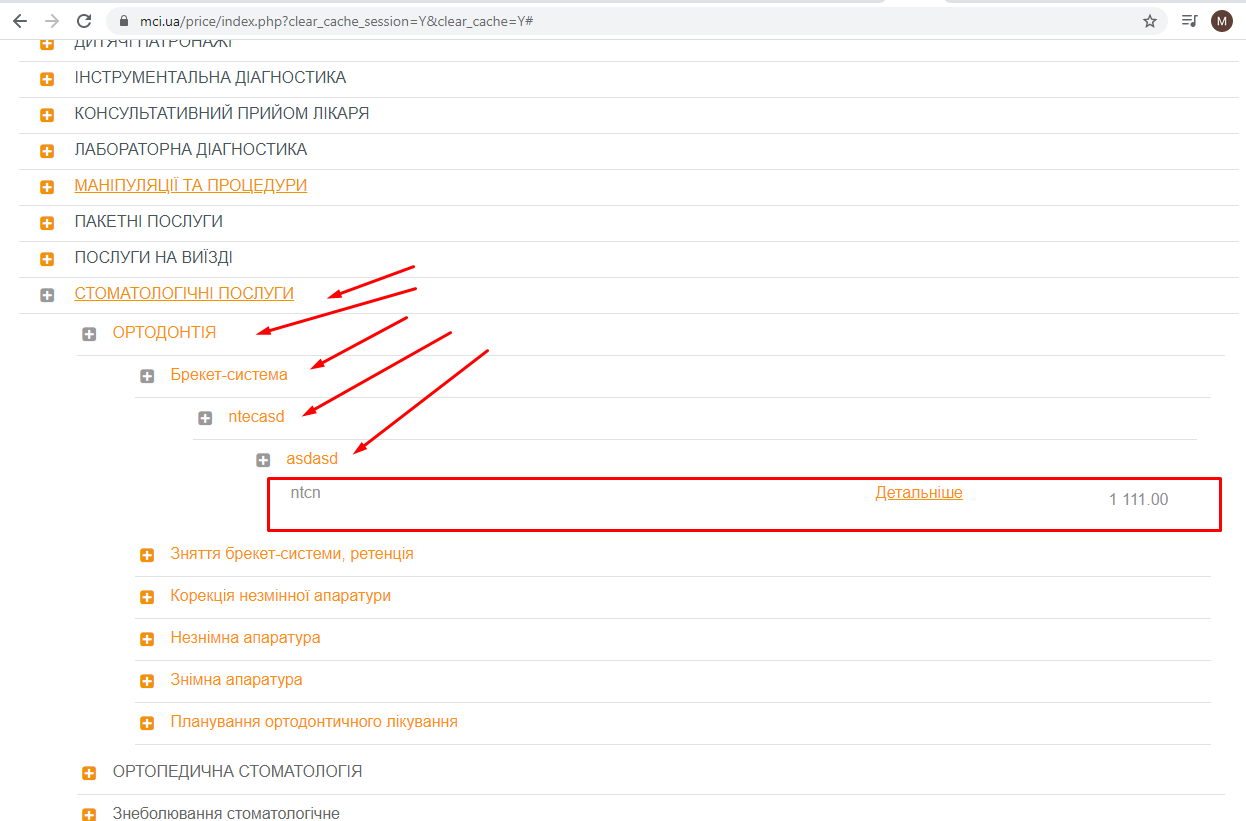 mci.ua/price/index.php?clear_cache_session=Y&clear_cache=Y#
M
ДИТЯЧІ ПАТРОНАЖІ
ІНСТРУМЕНТАЛЬНА ДІАГНОСТИКА
КОНСУЛЬТАТИВНИЙ ПРИЙОМ ЛІКАРЯ
ЛАБОРАТОРНА ДІАГНОСТИКА
МАНІПУЛЯЦІЇ ТА ПРОЦЕДУРИ
ПАКЕТНІ ПОСЛУГИ
ПОСЛУГИ НА ВИЇЗДІ
СТОМАТОЛОГІЧНІ ПОСЛУГИ
ОРТОДОНТІЯ
Брекет-система
ntecasd
asdasd
ntcn Детальніше 1 111.00
Зняття брекет-системи, ретенція
Корекція незмінної апаратури
Незнімна апаратура
Знімна апаратура
Планування ортодонтичного лікування
ОРТОПЕДИЧНА СТОМАТОЛОГІЯ
Знеболювання стоматологічне